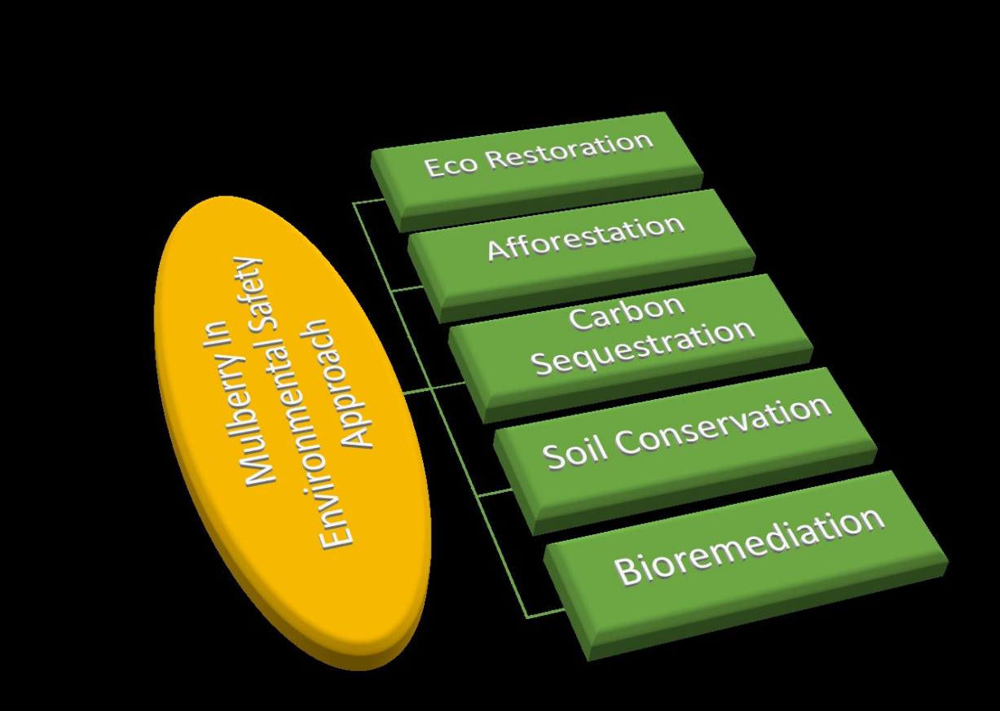 Mulberry In
Environmental Safety
Approach
Eco Restoration
Afforestation
Carbon
Sequestration
Soil Conservation
Bioremediation